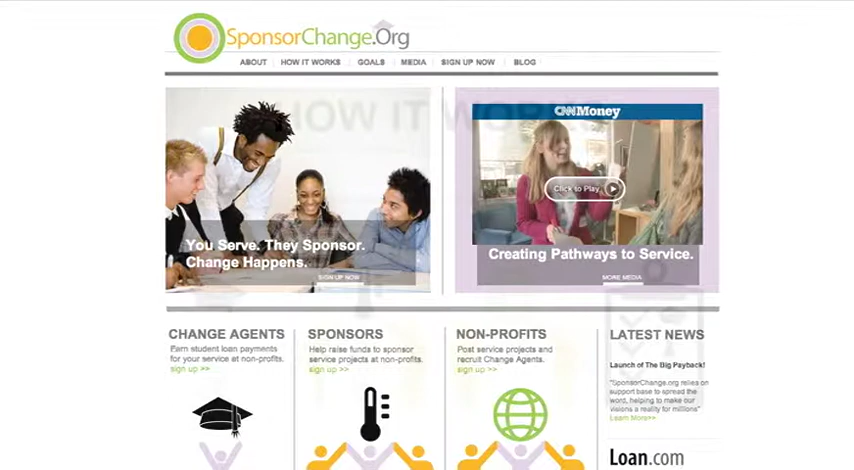 SponsorChange.Org
ABOUT HOW IT WORKS GOALS MEDIA SIGN UP NOW BLOG
HOW IT WORKS
You Serve. They Sponsor.
Change Happens.
SIGN UP NOW
CNNMoney
Click to Play
Creating Pathways to Service.
MORE MEDIA
CHANGE AGENTS
Earn student loan payments
for your service at non-profits.
sign up >>
SPONSORS
Help raise funds to sponsor
service projects at non-profits.
sign up >>
NON-PROFITS
Post service projects and
recruit Change Agents.
sign up >>
LATEST NEWS
Launch of The Big Payback!
"SponsorChange.org relies on
support base to spread the
word, helping to make our
visions a reality for millions"
Learn More>>
Loan.com